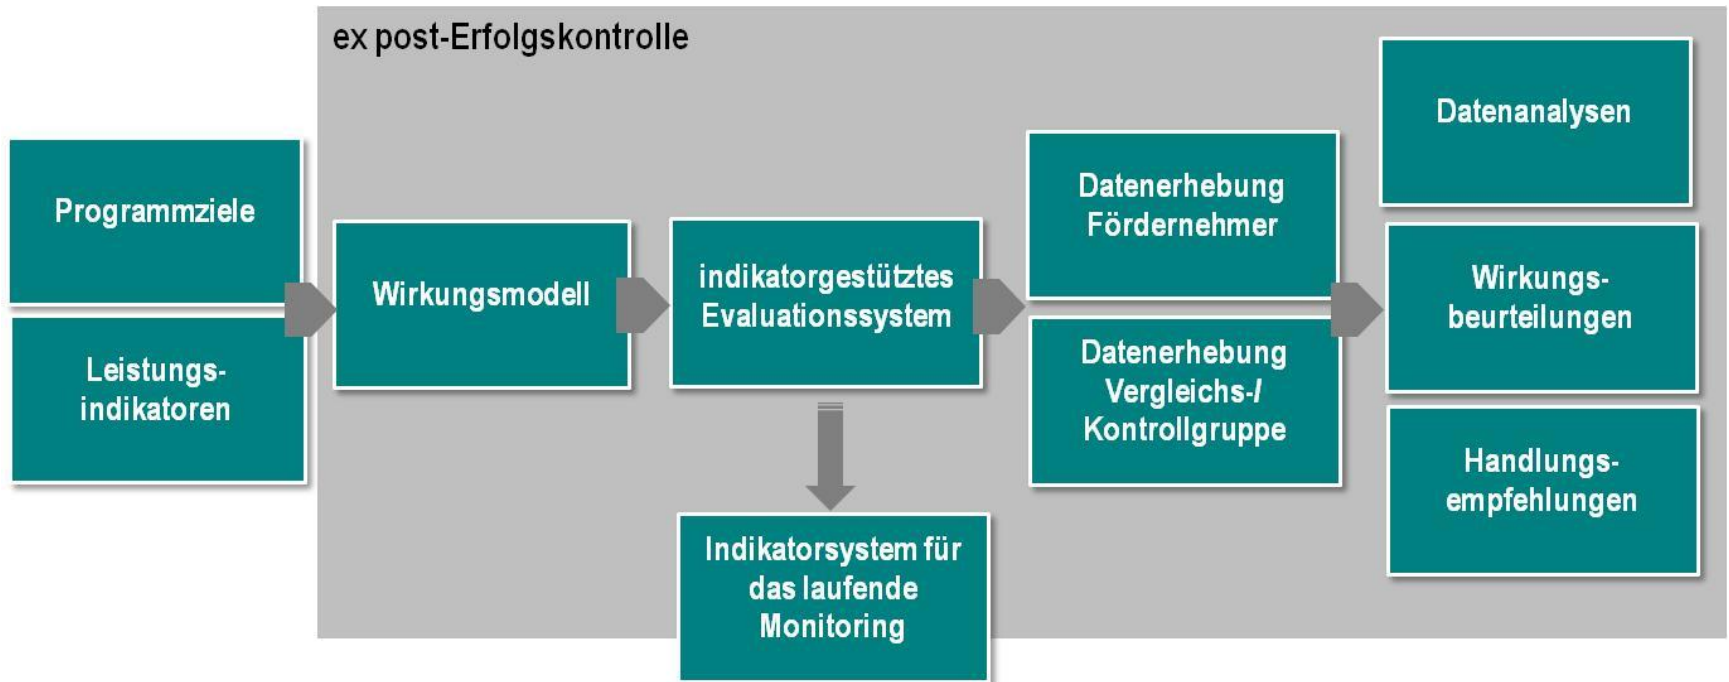 ex post-Erfolgskontrolle
Programmziele
Leistungs-
indikatoren
Wirkungsmodell
indikatorgestütztes
Evaluationssystem
Indikatorsystem für
das laufende
Monitoring
Datenerhebung
Fördernehmer
Datenerhebung
Vergleichs-/
Kontrollgruppe
Datenanalysen
Wirkungs-
beurteilungen
Handlungs-
empfehlungen